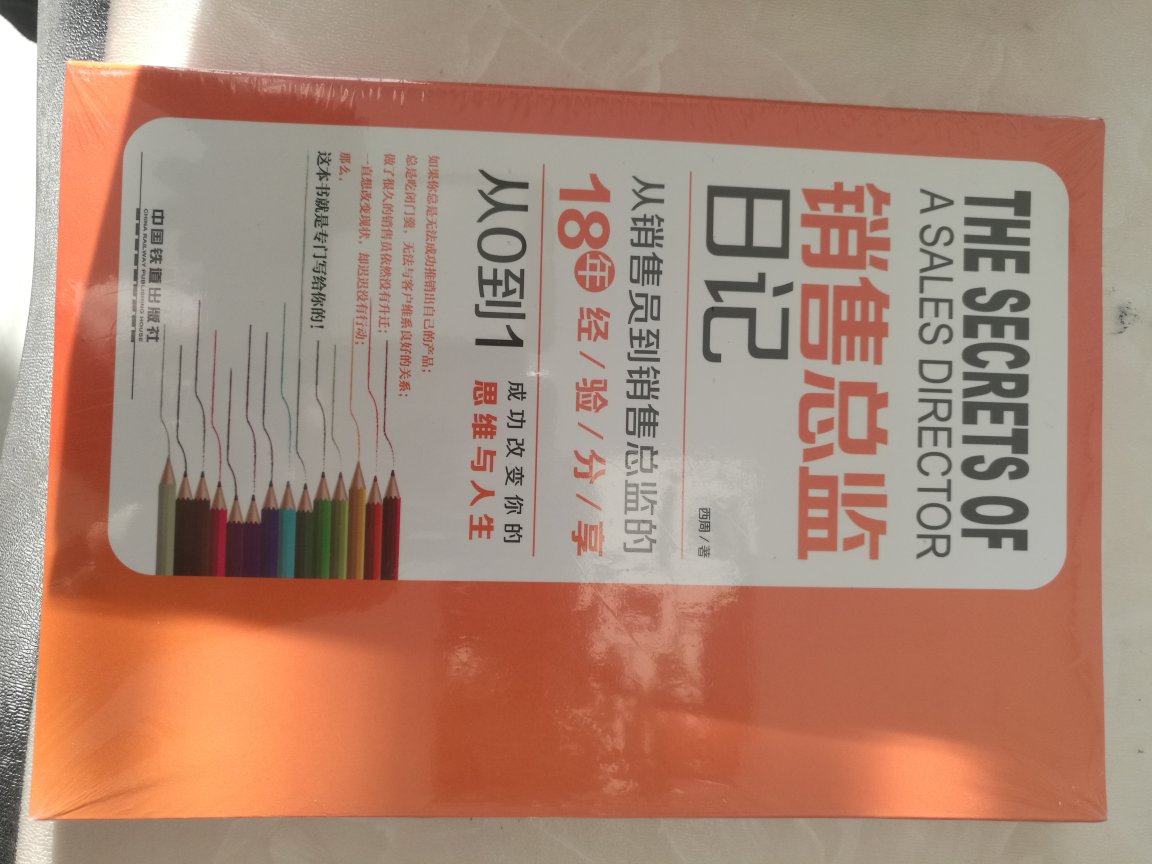 THE SECRETS OF
A SALES DIRECTOR
销售总监
日记
西周/著
从销售员到销售总监的
18年 经/验/分/享
从0到1 成功改变你的
思维与人生
如果你总是无法成功推销出自己的产品；
总是吃闭门羹，无法与客户维系良好的关系；
做了很久的销售员依然没有升迁；
一直想改变现状，却迟迟没有行动；
那么，
这本书就是专门写给你的！
中国铁道出版社
CHINA RAILWAY PUBLISHING HOUSE